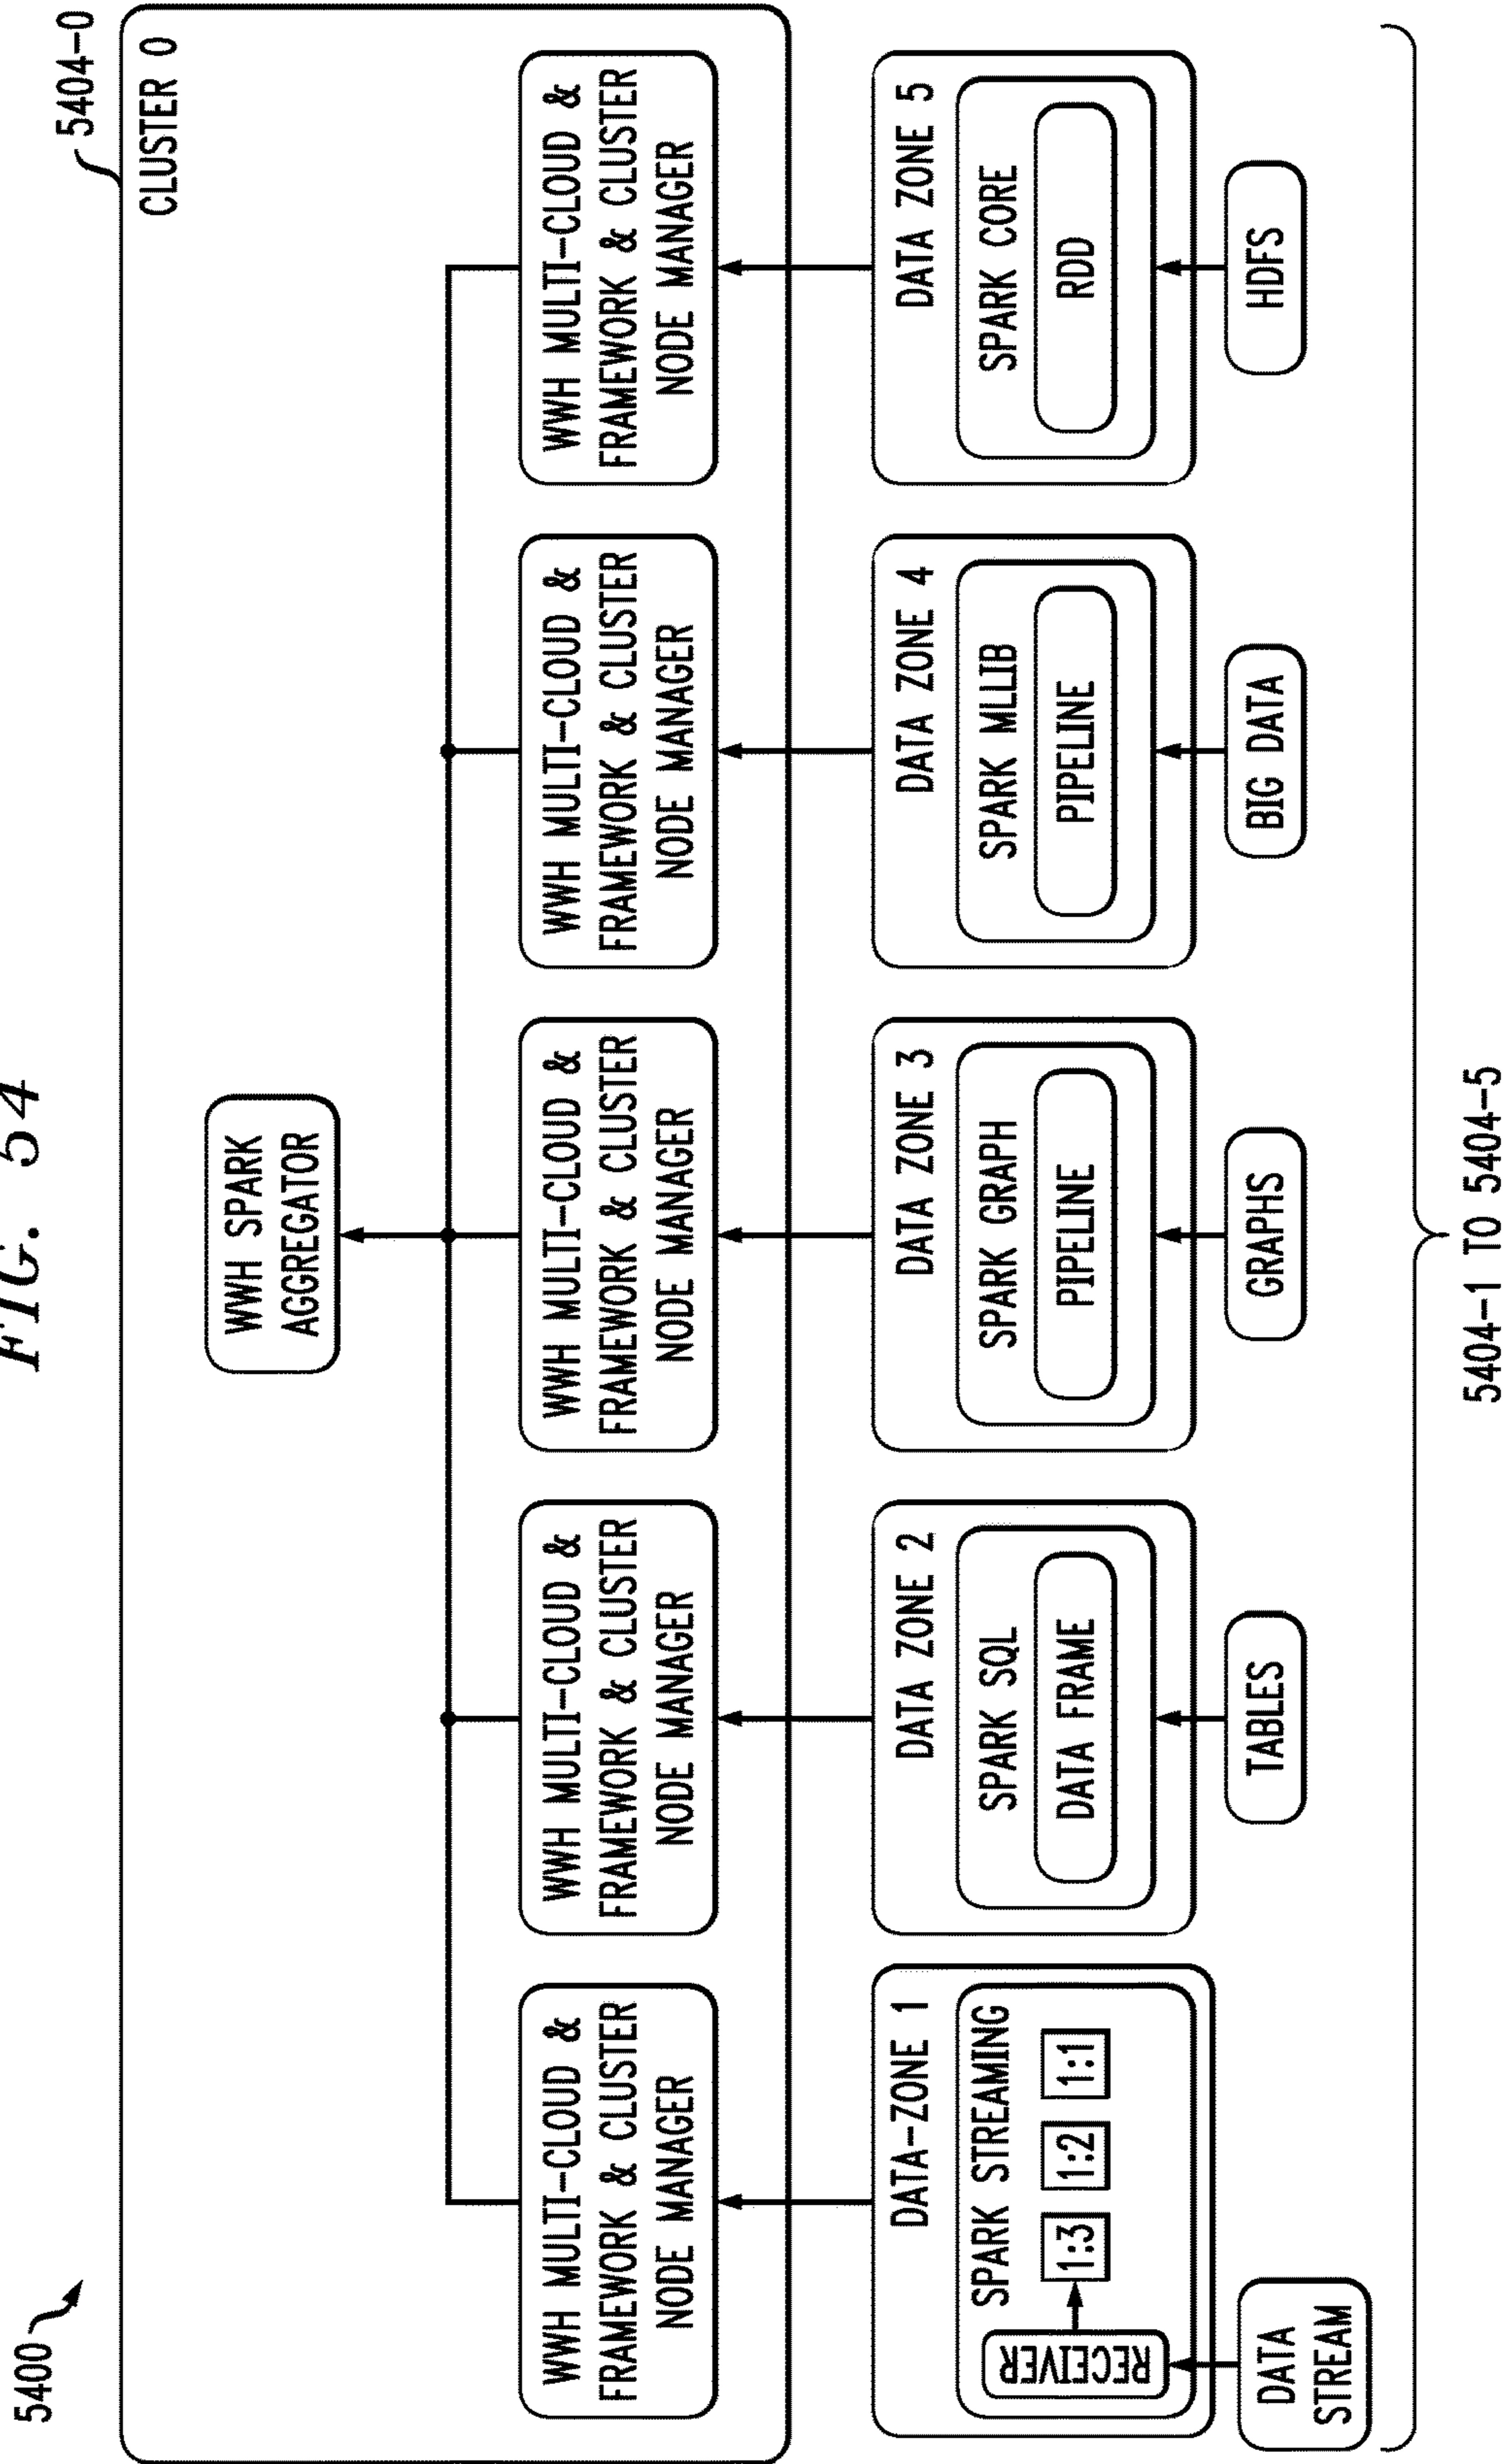 FIG. 54
5400
5404-0
CLUSTER 0
WWH SPARK
AGGREGATOR
WWH MULTI-CLOUD &
FRAMEWORK & CLUSTER
NODE MANAGER
WWH MULTI-CLOUD &
FRAMEWORK & CLUSTER
NODE MANAGER
WWH MULTI-CLOUD &
FRAMEWORK & CLUSTER
NODE MANAGER
WWH MULTI-CLOUD &
FRAMEWORK & CLUSTER
NODE MANAGER
WWH MULTI-CLOUD &
FRAMEWORK & CLUSTER
NODE MANAGER
DATA-ZONE 1
SPARK STREAMING
RECEIVER
1:3
1:2
1:1
DATA
STREAM
DATA ZONE 2
SPARK SQL
DATA FRAME
TABLES
DATA ZONE 3
SPARK GRAPH
PIPELINE
GRAPHS
DATA ZONE 4
SPARK MLLIB
PIPELINE
BIG DATA
DATA ZONE 5
SPARK CORE
RDD
HDFS
5404-1 TO 5404-5